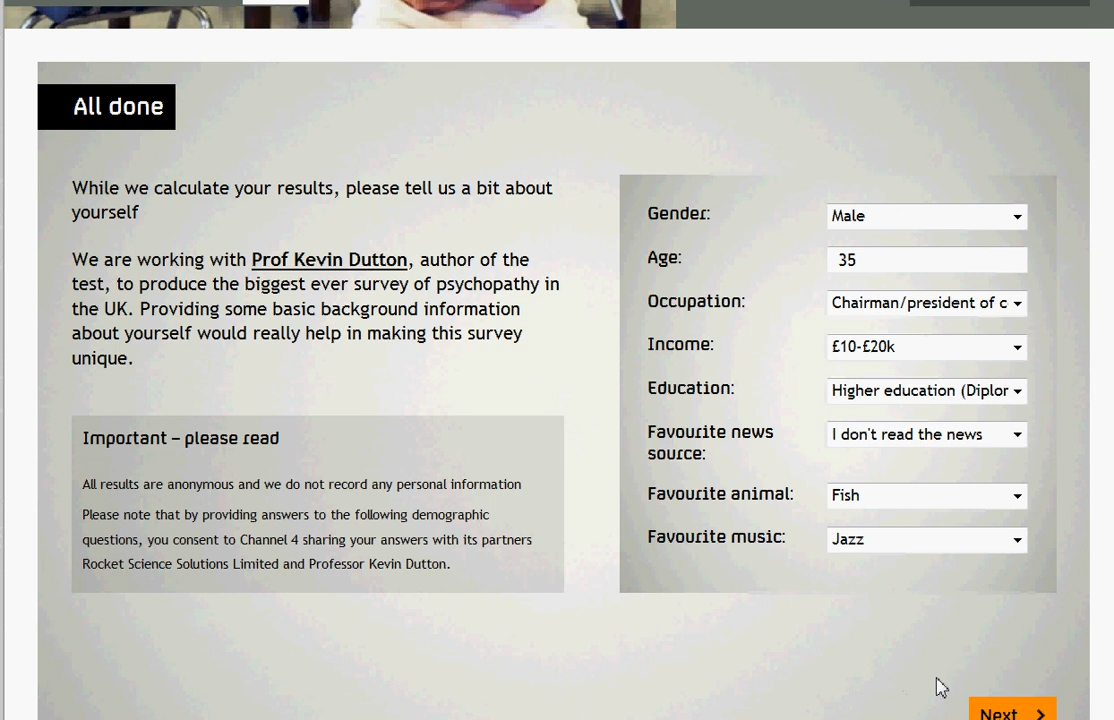 All done
While we calculate your results, please tell us a bit about
yourself
We are working with Prof Kevin Dutton, author of the
test, to produce the biggest ever survey of psychopathy in
the UK. Providing some basic background information
about yourself would really help in making this survey
unique.
Important – please read
All results are anonymous and we do not record any personal information
Please note that by providing answers to the following demographic
questions, you consent to Channel 4 sharing your answers with its partners
Rocket Science Solutions Limited and Professor Kevin Dutton.
Gender: Male
Age: 35
Occupation: Chairman/president of c
Income: £10-£20k
Education: Higher education (Diplor
Favourite news I don't read the news
source:
Favourite animal: Fish
Favourite music: Jazz
Next